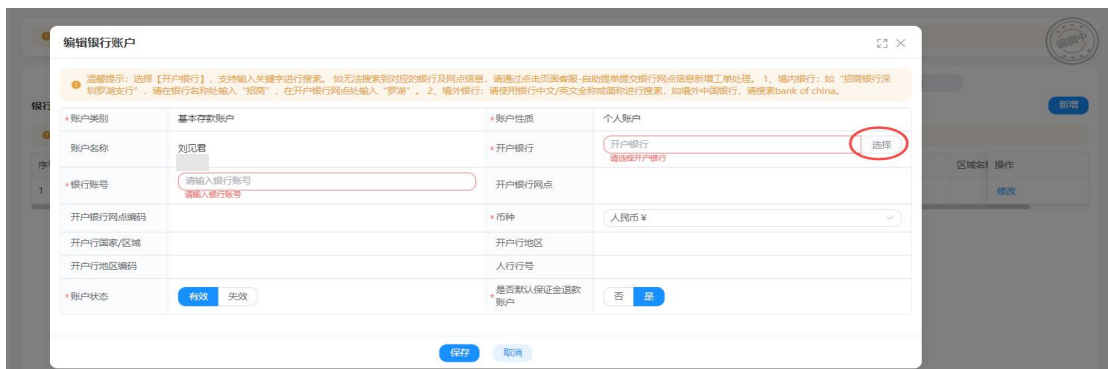 编辑银行账户
编辑中
温馨提示：选择【开户银行】，支持输入关键字进行搜索。 如无法搜索到对应的银行及网点信息，请通过点击页面客服-自助提单提交银行网点信息新增工单处理。 1、境内银行：如 "招商银行深
圳罗湖支行"，请在银行名称处输入 "招商"，在开户银行网点处输入 "罗湖"。 2、境外银行：请使用银行中文/英文全称或简称进行搜索，如境外中国银行，请搜索bank of china。
银行
新增
*账户类别 基本存款账户 *账户性质 个人账户
账户名称 刘见君 *开户银行 开户银行 选择
请选择开户银行
序号 区域名称 操作
*银行账号 请输入银行账号 开户银行网点
请输入银行账号
1 修改
开户银行网点编码 *币种 人民币 ¥
开户行国家/区域 开户行地区
开户行地区编码 人行行号
*账户状态 有效 失效 *是否默认保证金退款
账户 否 是
保存 取消